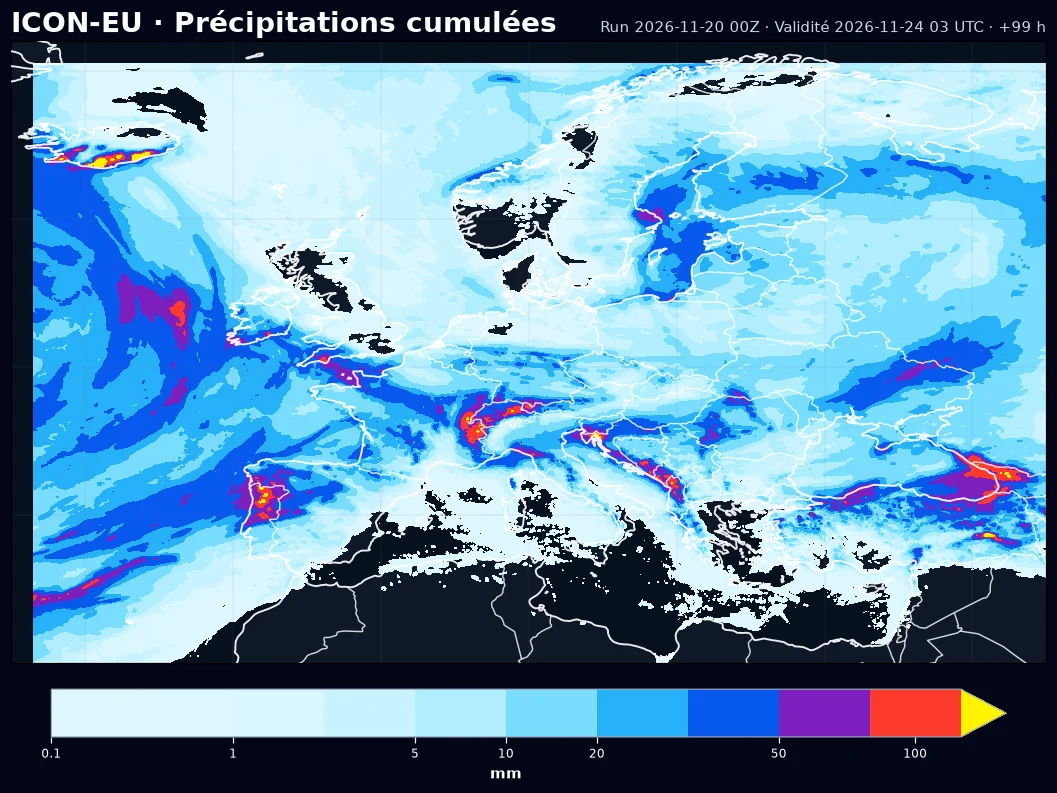 ICON-EU · Précipitations cumulées
Run 2026-11-20 00Z · Validité 2026-11-24 03 UTC · +99 h
0.1 1 5 10 20 50 100
mm